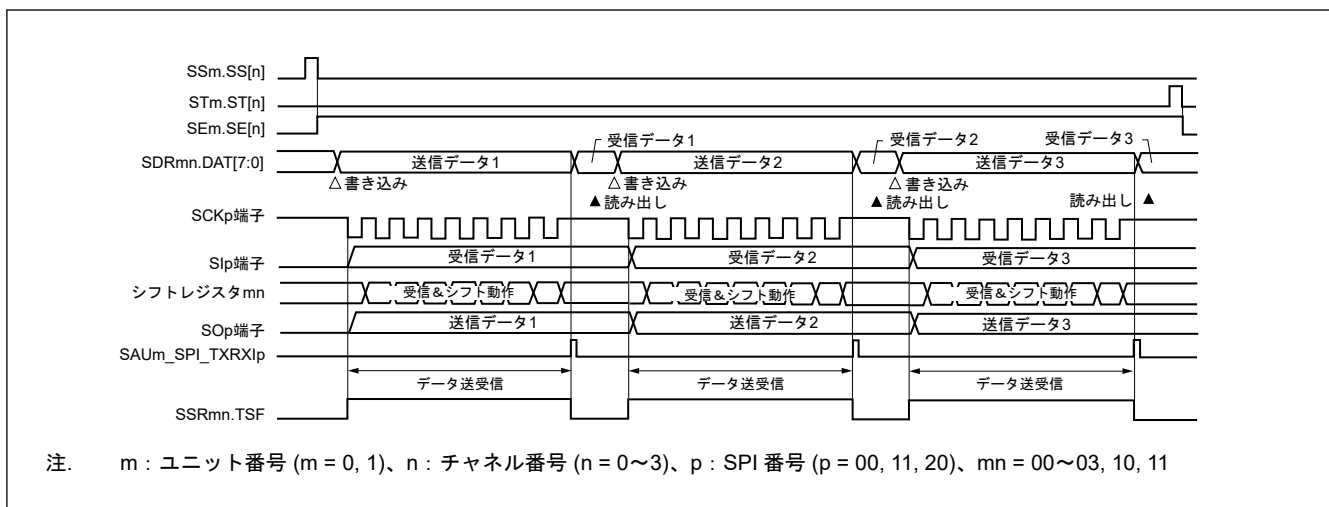 SSm.SS[n]
STm.ST[n]
SEm.SE[n]
受信データ1 受信データ2 受信データ3
SDRmn.DAT[7:0] 送信データ1 送信データ2 送信データ3
△書き込み △書き込み △書き込み
▲読み出し ▲読み出し 読み出し ▲
SCKp端子
SIp端子 受信データ1 受信データ2 受信データ3
シフトレジスタmn 受信&シフト動作 受信&シフト動作 受信&シフト動作
SOp端子 送信データ1 送信データ2 送信データ3
SAUm_SPI_TXRXIp
データ送受信 データ送受信 データ送受信
SSRmn.TSF
注. m:ユニット番号 (m = 0, 1)、n:チャネル番号 (n = 0~3)、p:SPI 番号 (p = 00, 11, 20)、mn = 00~03, 10, 11